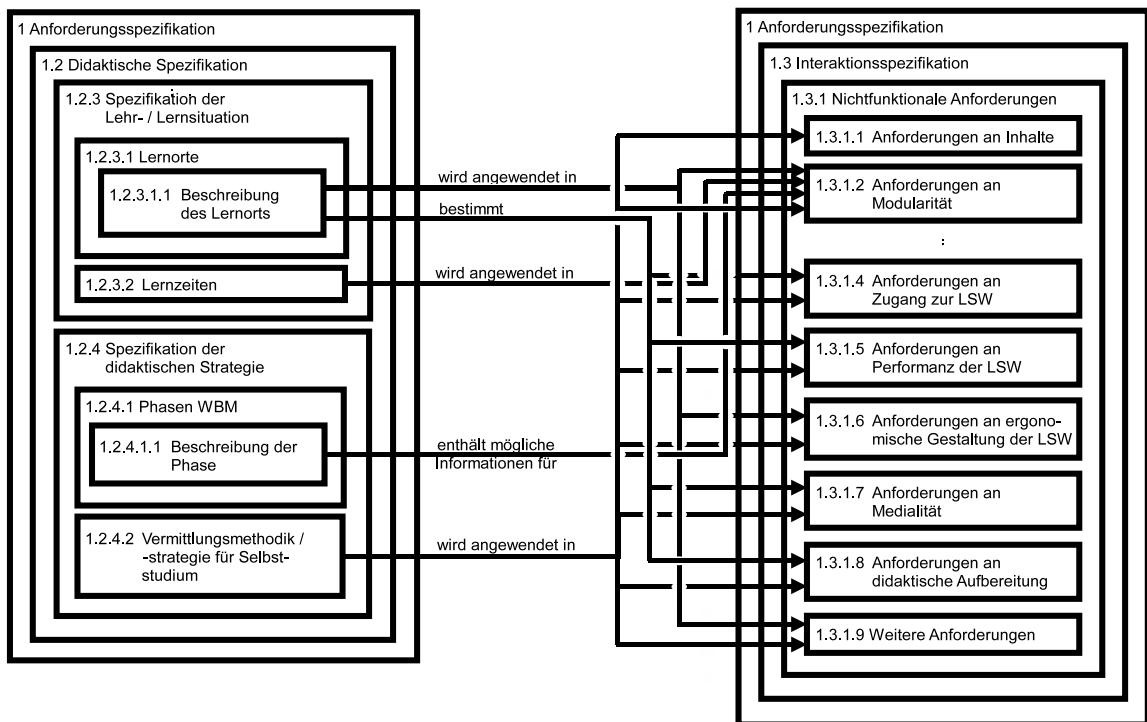 1 Anforderungsspezifikation
1.2 Didaktische Spezifikation
1.2.3 Spezifikation der
Lehr- / Lernsituation
1.2.3.1 Lernorte
1.2.3.1.1 Beschreibung
des Lernorts
1.2.3.2 Lernzeiten
1.2.4 Spezifikation der
didaktischen Strategie
1.2.4.1 Phasen WBM
1.2.4.1.1 Beschreibung der
Phase
1.2.4.2 Vermittlungsmethodik /
-strategie für Selbst-
studium
wird angewendet in
bestimmt
wird angewendet in
enthält mögliche
Informationen für
wird angewendet in
1 Anforderungsspezifikation
1.3 Interaktionsspezifikation
1.3.1 Nichtfunktionale Anforderungen
1.3.1.1 Anforderungen an Inhalte
1.3.1.2 Anforderungen an
Modularität
:
1.3.1.4 Anforderungen an
Zugang zur LSW
1.3.1.5 Anforderungen an
Performanz der LSW
1.3.1.6 Anforderungen an ergono-
mische Gestaltung der LSW
1.3.1.7 Anforderungen an
Medialität
1.3.1.8 Anforderungen an
didaktische Aufbereitung
1.3.1.9 Weitere Anforderungen